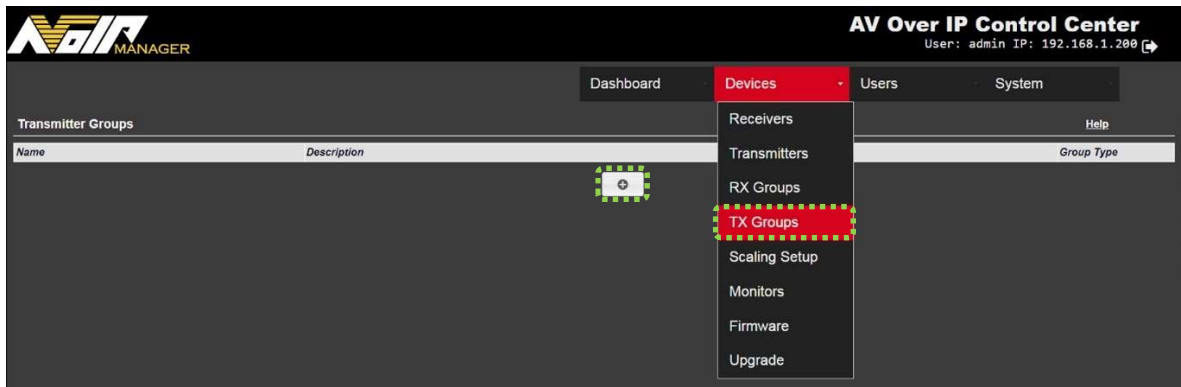 AVoIP MANAGER
AV Over IP Control Center
User: admin IP: 192.168.1.200
Dashboard Devices Users System
Transmitter Groups Help
Name Description Group Type
Receivers
Transmitters
RX Groups
TX Groups
Scaling Setup
Monitors
Firmware
Upgrade